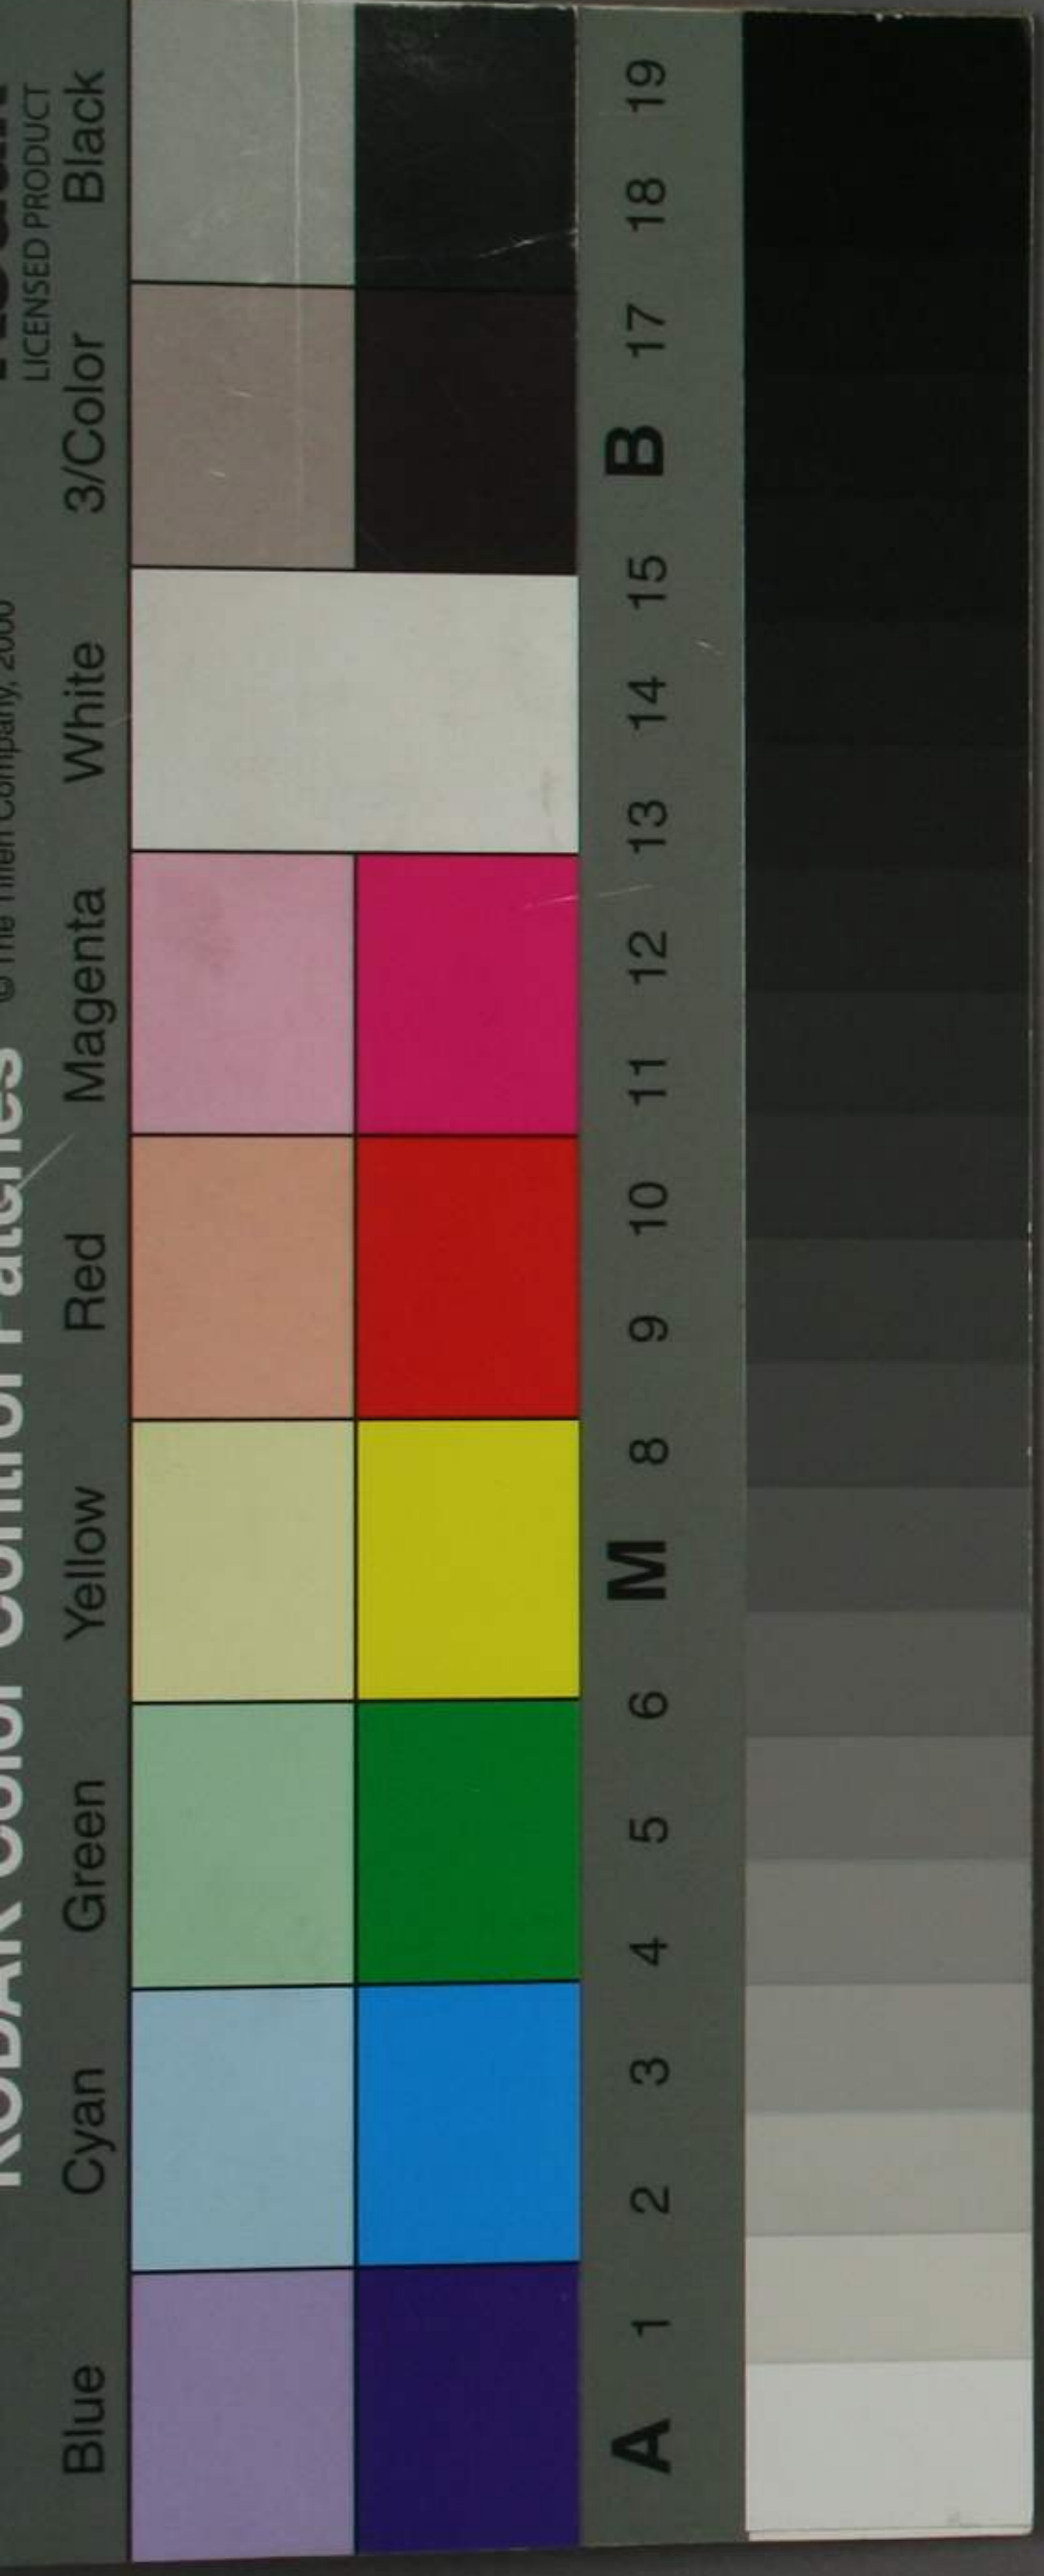 KODAK Color Control Patches © The Tiffen Company, 2000
LICENSED PRODUCT
Blue Cyan Green Yellow Red Magenta White 3/Color Black
A 1 2 3 4 5 6 M 8 9 10 11 12 13 14 15 B 17 18 19